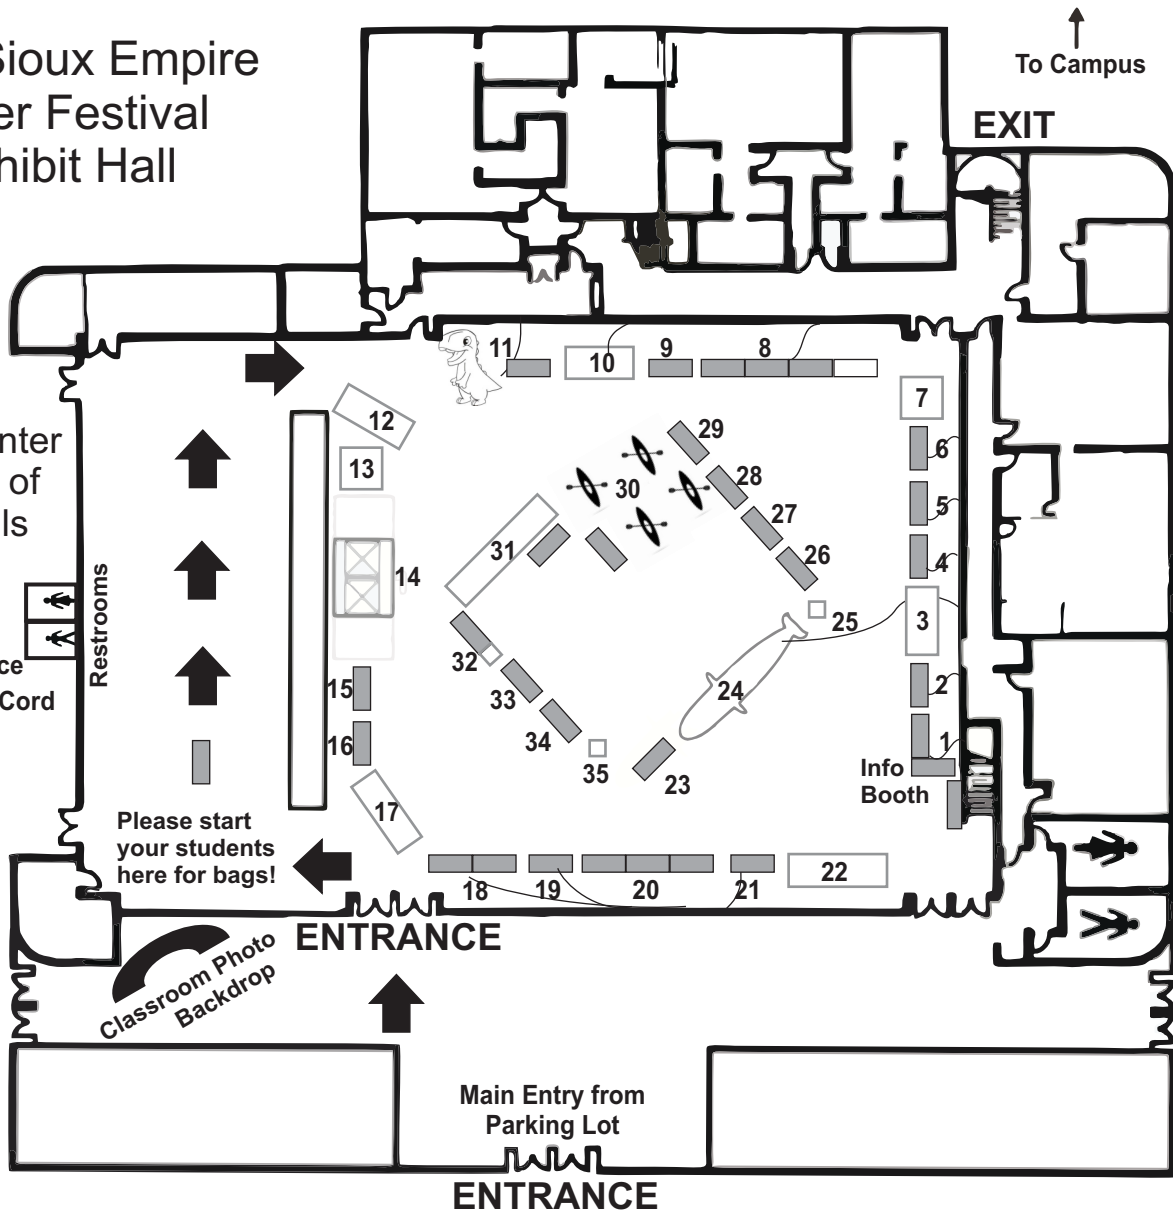 Sioux Empire
er Festival
hibit Hall
To Campus
EXIT
11
10
9
8
7
12
13
29
6
nter
of
ls
30
28
5
27
31
26
4
14
Restrooms
25
3
32
ce
Cord
15
33
24
2
34
16
35
23
1
Info
Booth
17
Please start
your students
here for bags!
18
19
20
21
22
ENTRANCE
Classroom Photo
Backdrop
Main Entry from
Parking Lot
ENTRANCE